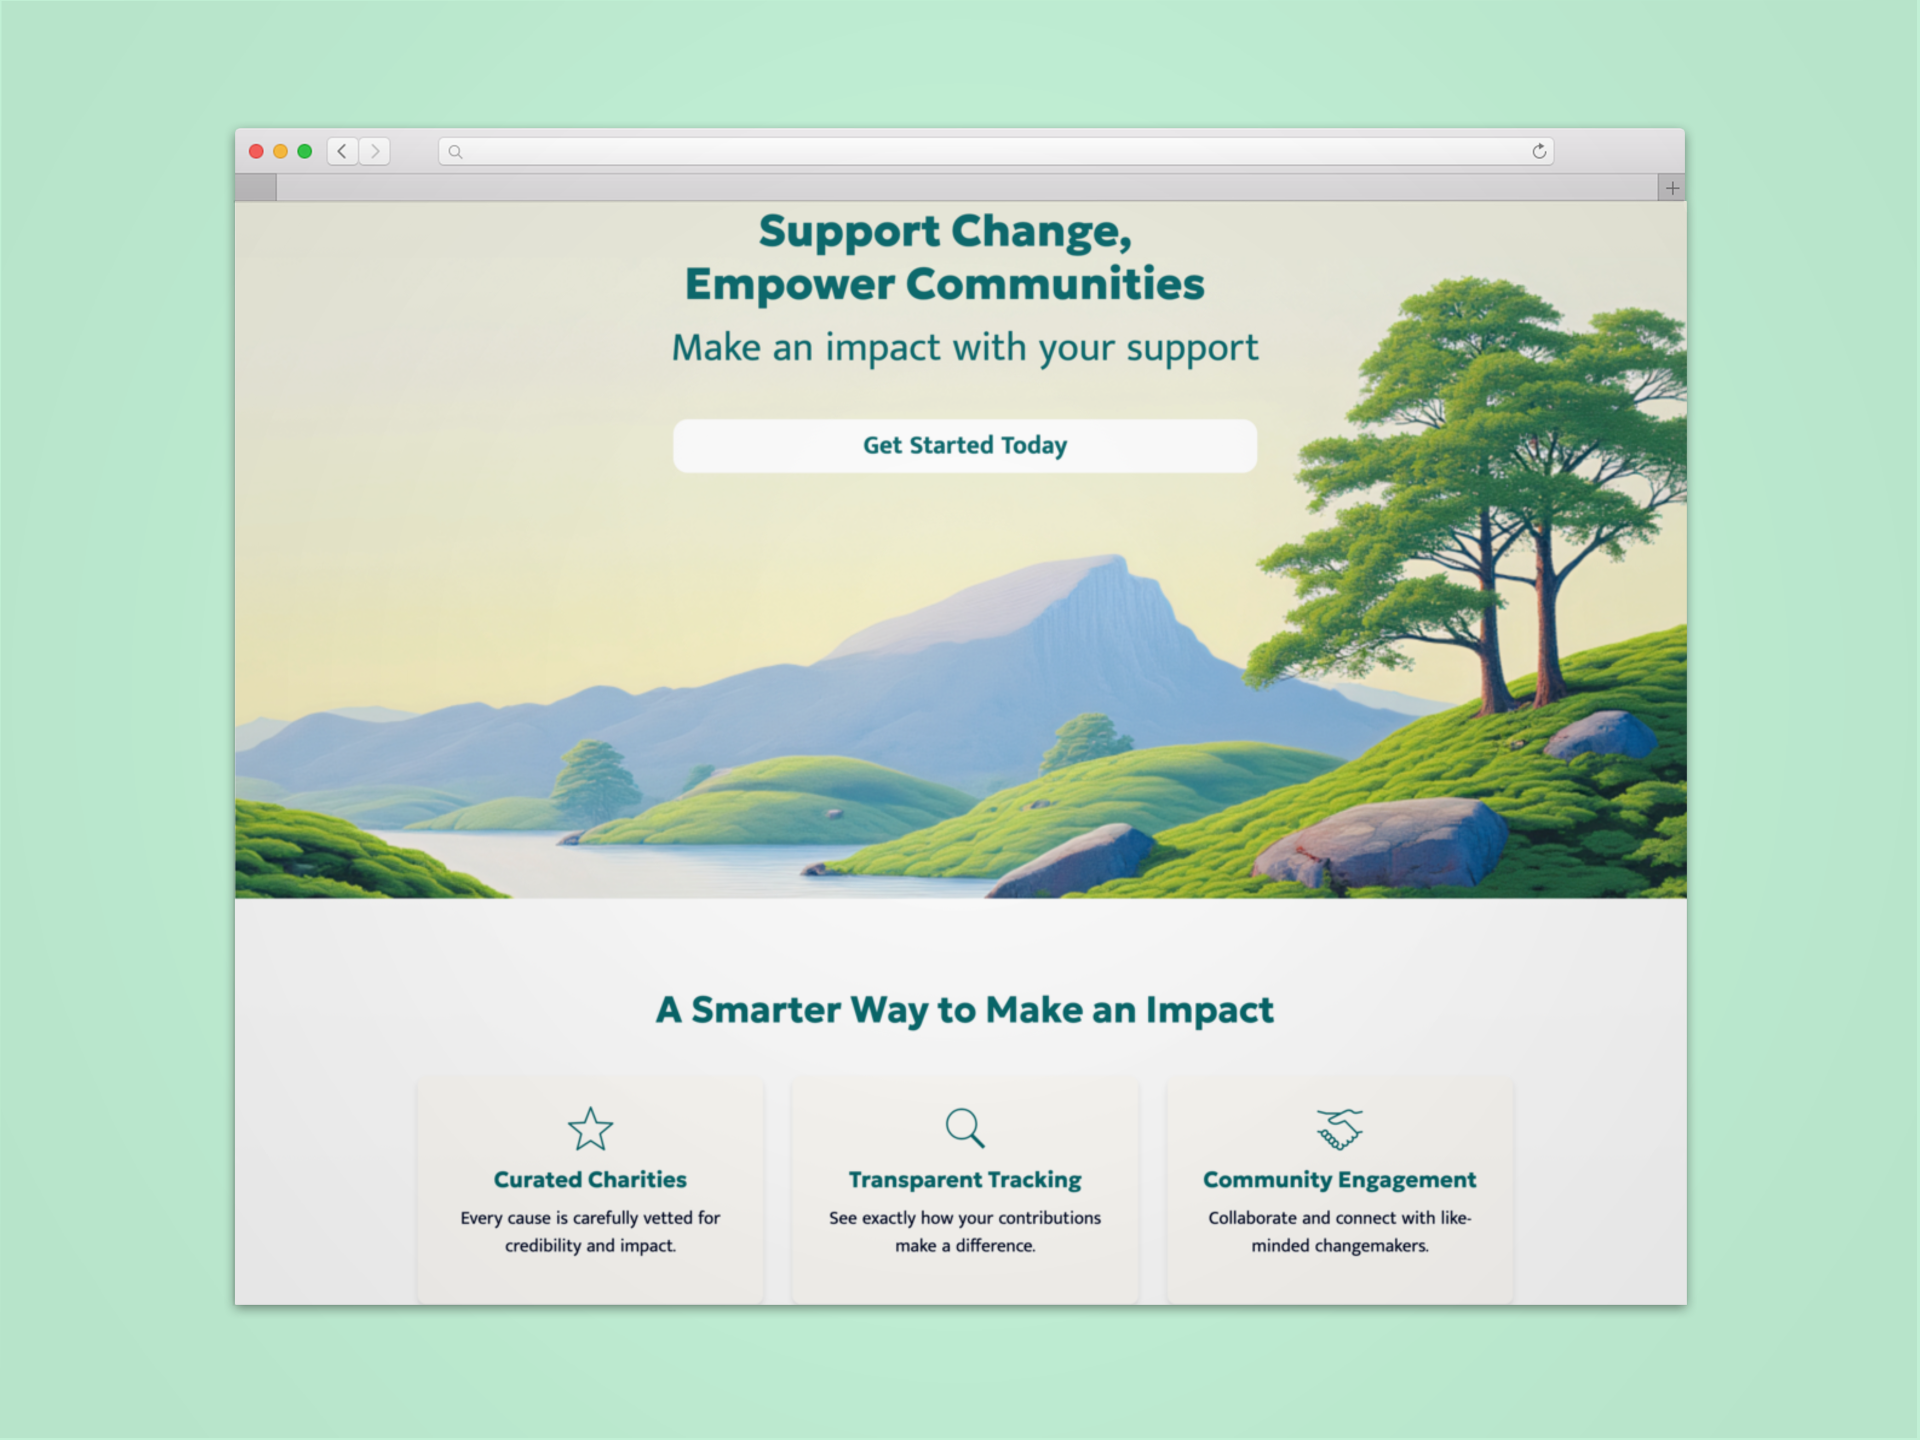 Support Change,
Empower Communities
Make an impact with your support
Get Started Today
A Smarter Way to Make an Impact
Curated Charities
Every cause is carefully vetted for
credibility and impact.
Transparent Tracking
See exactly how your contributions
make a difference.
Community Engagement
Collaborate and connect with like-
minded changemakers.